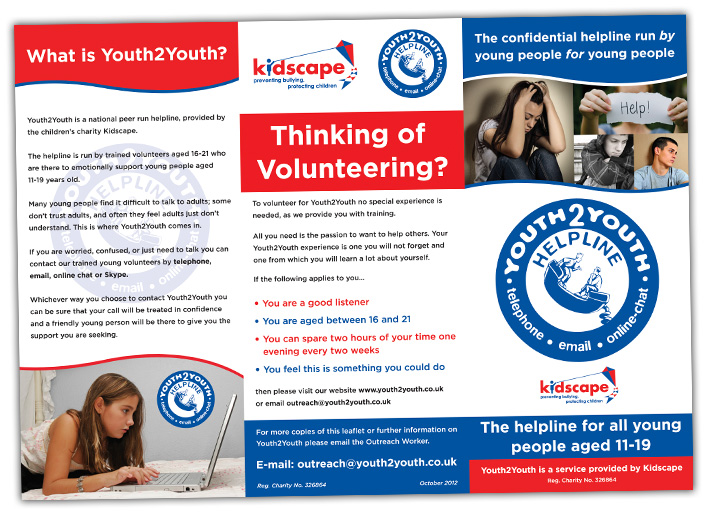 What is Youth2Youth?
Youth2Youth is a national peer run helpline, provided by
the children's charity Kidscape.
The helpline is run by trained volunteers aged 16-21 who
are there to emotionally support young people aged
11-19 years old.
Many young people find it difficult to talk to adults; some
don't trust adults, and often they feel adults just don't
understand. This is where Youth2Youth comes in.
If you are worried, confused, or just need to talk you can
contact our trained young volunteers by telephone,
email, online chat or Skype.
Whichever way you choose to contact Youth2Youth you
can be sure that your call will be treated in confidence
and a friendly young person will be there to give you the
support you are seeking.
YOUTH2YOUTH
HELPLINE
telephone • email • online-chat
YOUTH2YOUTH
HELPLINE
telephone • email • online-chat
kidscape
preventing bullying.
protecting children
YOUTH2YOUTH
HELPLINE
telephone • email • online-chat
Thinking of
Volunteering?
To volunteer for Youth2Youth no special experience is
needed, as we provide you with training.
All you need is the passion to want to help others. Your
Youth2Youth experience is one you will not forget and
one from which you will learn a lot about yourself.
If the following applies to you...
• You are a good listener
• You are aged between 16 and 21
• You can spare two hours of your time one
evening every two weeks
• You feel this is something you could do
then please visit our website www.youth2youth.co.uk
or email outreach@youth2youth.co.uk
For more copies of this leaflet or further information on
Youth2Youth please email the Outreach Worker.
E-mail: outreach@youth2youth.co.uk
Reg. Charity No. 326864 October 2012
The confidential helpline run by
young people for young people
Help!
YOUTH2YOUTH
HELPLINE
telephone • email • online-chat
kidscape
preventing bullying.
protecting children
The helpline for all young
people aged 11-19
Youth2Youth is a service provided by Kidscape
Reg. Charity No. 326864